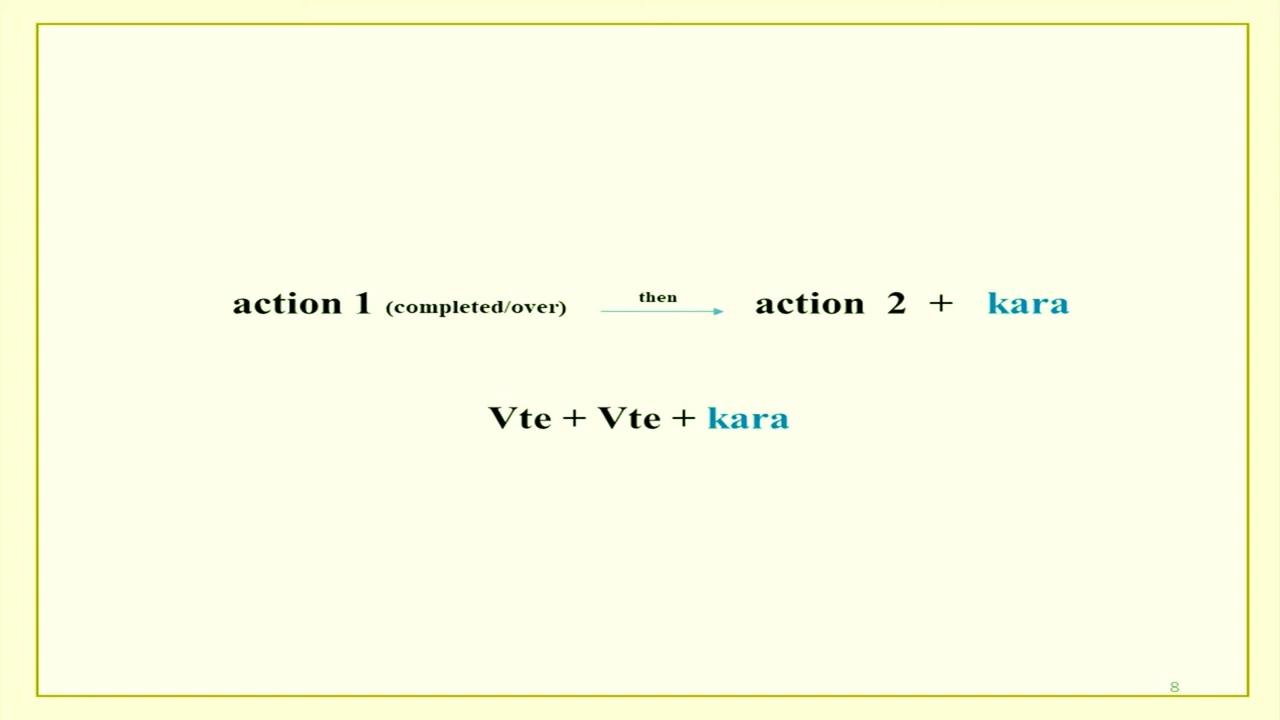 action 1 (completed/over) then action 2 + kara
Vte + Vte + kara
8